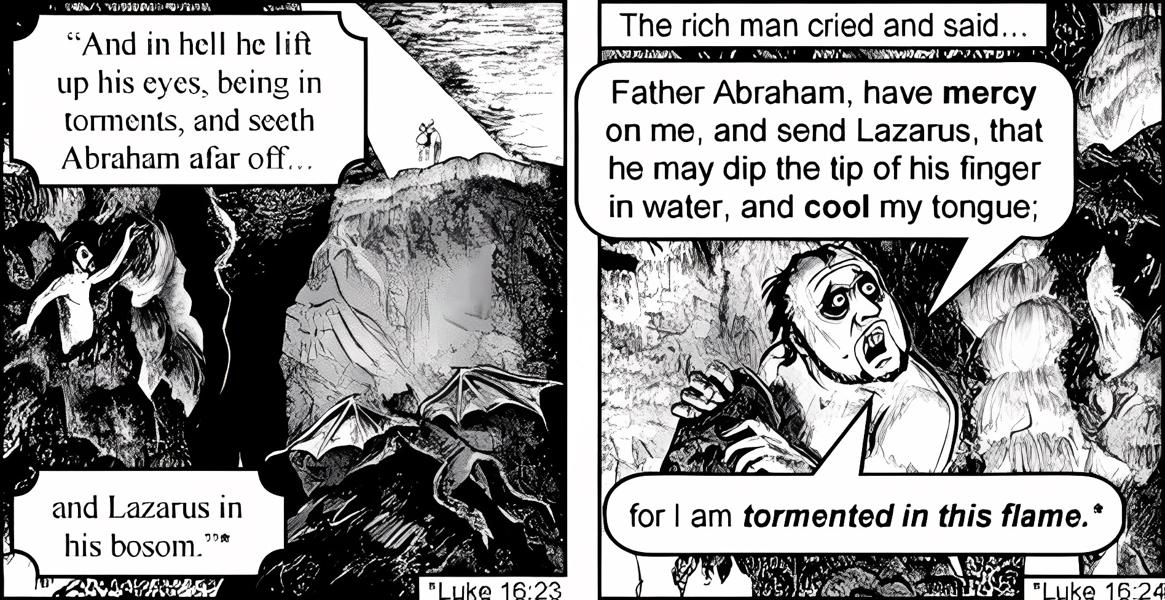 “And in hell he lift
up his eyes, being in
torments, and seeth
Abraham afar off...
and Lazarus in
his bosom.”*
*Luke 16:23
The rich man cried and said...
Father Abraham, have mercy
on me, and send Lazarus, that
he may dip the tip of his finger
in water, and cool my tongue;
for I am tormented in this flame.*
*Luke 16:24